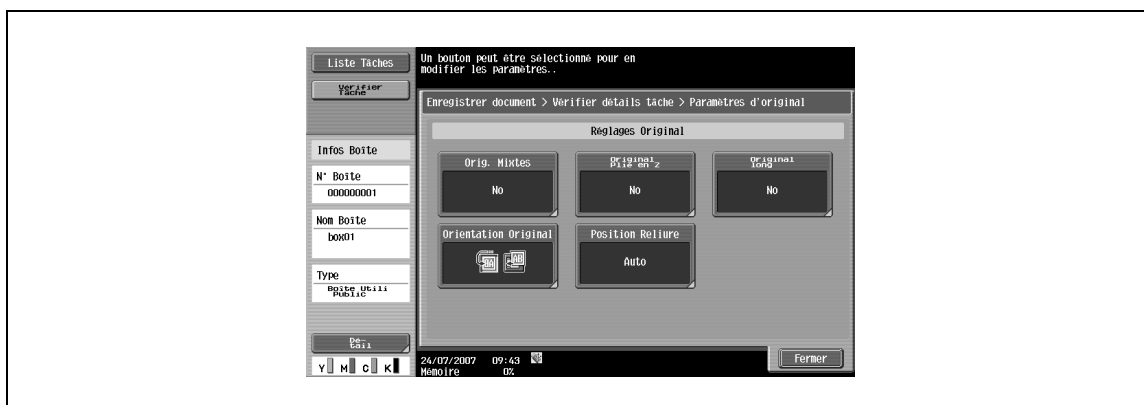 Liste Tâches
Vérifier
Tâche
Infos Boîte
N° Boîte
000000001
Nom Boîte
box01
Type
Boîte Utili
Public
Dé-
tail
Y M C K
Un bouton peut être sélectionné pour en
modifier les paramètres..
Enregistrer document > Vérifier détails tâche > Paramètres d'original
Réglages Original
Orig. Mixtes
No
Original
Plié en Z
No
Original
long
No
Orientation Original
Position Reliure
Auto
24/07/2007 09:43
Mémoire 0%
Fermer